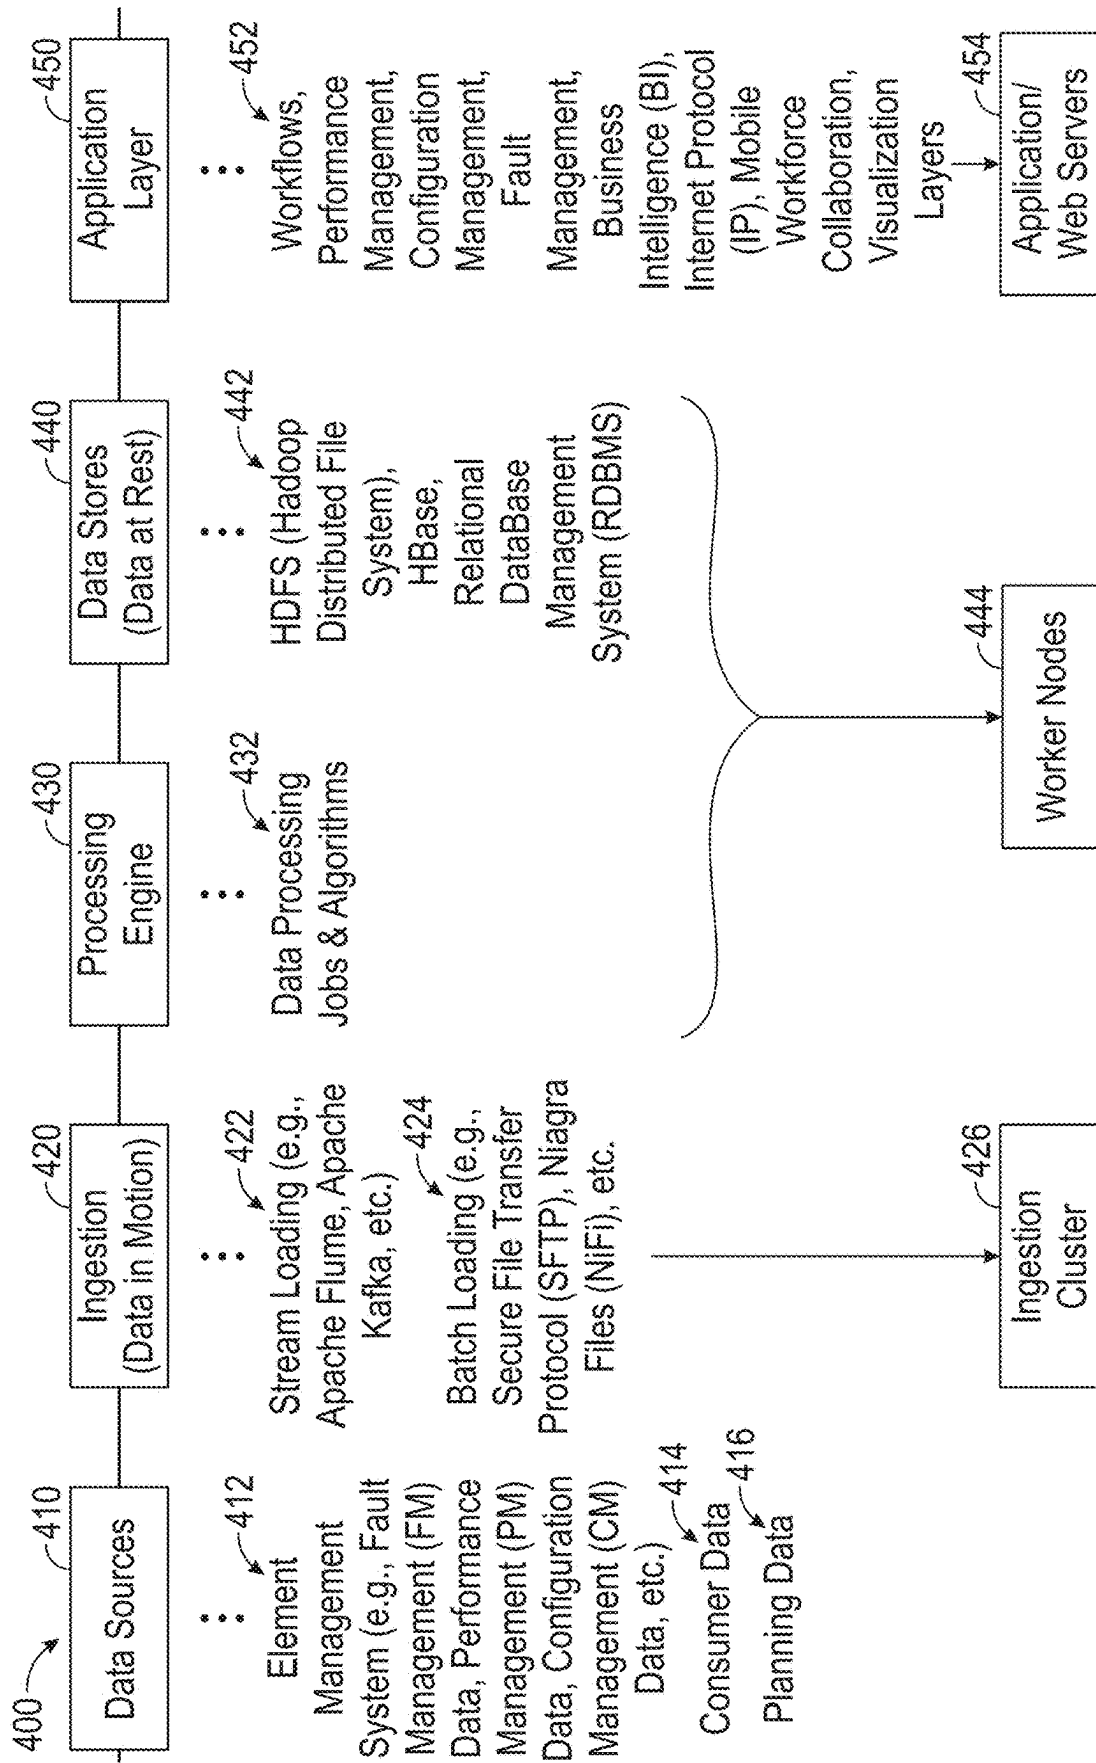 400
410
Data Sources
412
Element
Management
System (e.g., Fault
Management (FM)
Data, Performance
Management (PM)
Data, Configuration
Management (CM)
Data, etc.)
414
Consumer Data
416
Planning Data
420
Ingestion
(Data in Motion)
422
Stream Loading (e.g.,
Apache Flume, Apache
Kafka, etc.)
424
Batch Loading (e.g.,
Secure File Transfer
Protocol (SFTP), Niagra
Files (NiFi), etc.
426
Ingestion
Cluster
430
Processing
Engine
432
Data Processing
Jobs & Algorithms
440
Data Stores
(Data at Rest)
442
HDFS (Hadoop
Distributed File
System),
HBase,
Relational
DataBase
Management
System (RDBMS)
444
Worker Nodes
450
Application
Layer
452
Workflows,
Performance
Management,
Configuration
Management,
Fault
Management,
Business
Intelligence (BI),
Internet Protocol
(IP), Mobile
Workforce
Collaboration,
Visualization
Layers
454
Application/
Web Servers